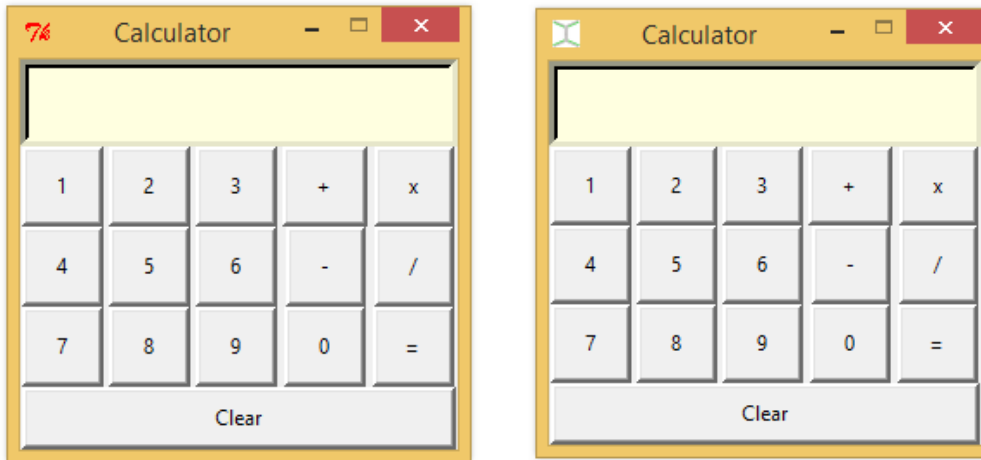 Tk Calculator
1 2 3 + x
4 5 6 - /
7 8 9 0 =
Clear
Calculator
1 2 3 + x
4 5 6 - /
7 8 9 0 =
Clear